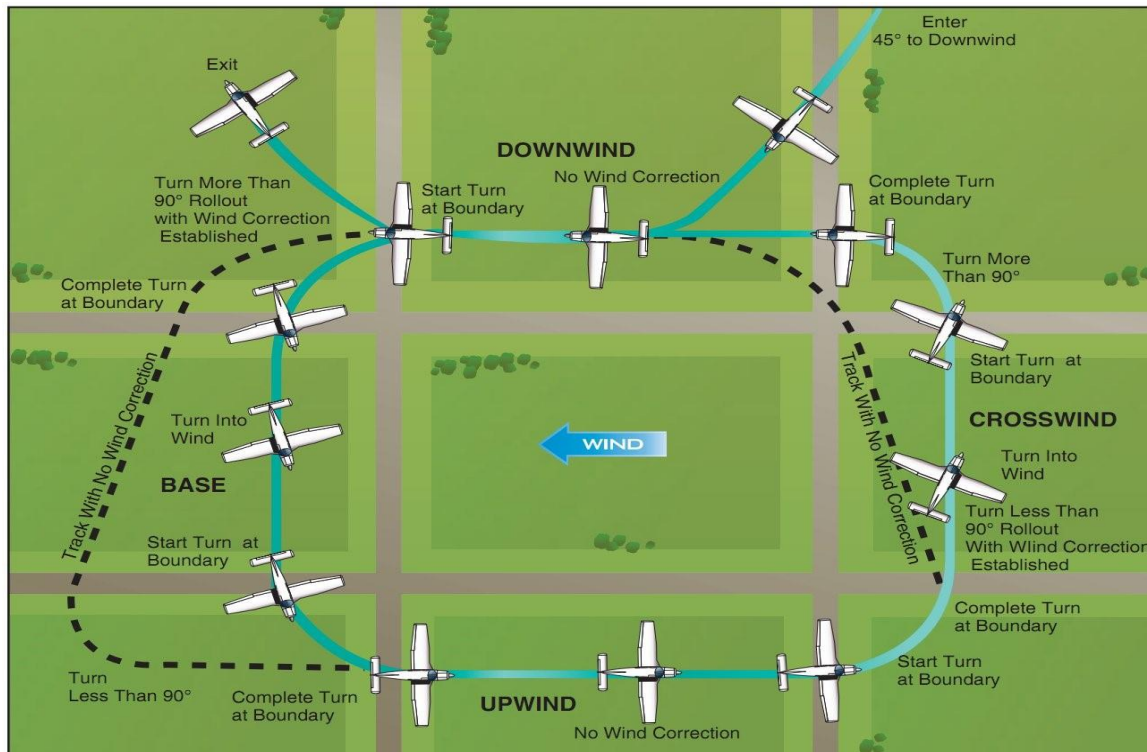 Enter
45° to Downwind
Exit
DOWNWIND
No Wind Correction
Turn More Than
90° Rollout
with Wind Correction
Established
Start Turn
at Boundary
Complete Turn
at Boundary
Turn More
Than 90°
Complete Turn
at Boundary
Start Turn at
Boundary
Track With No Wind Correction
Track With No Wind Correction
Turn Into
Wind
WIND
CROSSWIND
BASE
Turn Into
Wind
Turn Less Than
90° Rollout
With WIind Correction
Established
Start Turn at
Boundary
Complete Turn
at Boundary
Turn
Less Than 90°
Complete Turn
at Boundary
UPWIND
No Wind Correction
Start Turn
at Boundary